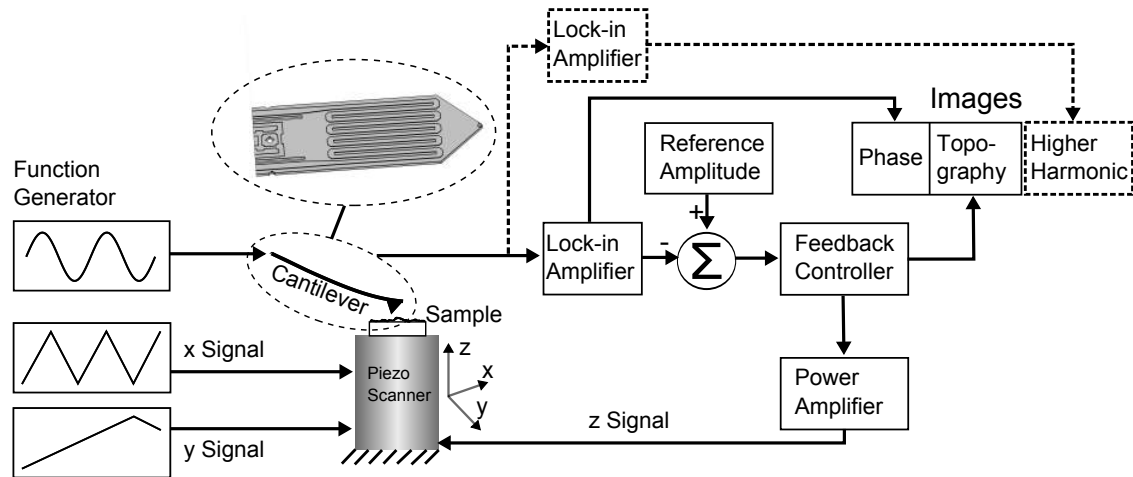 Lock-in
Amplifier
Images
Function
Generator
Reference
Amplitude
Phase
Topo-
graphy
Higher
Harmonic
+
-
Lock-in
Amplifier
Σ
Feedback
Controller
Cantilever
Sample
x Signal
Piezo
Scanner
z
x
y
Power
Amplifier
y Signal
z Signal